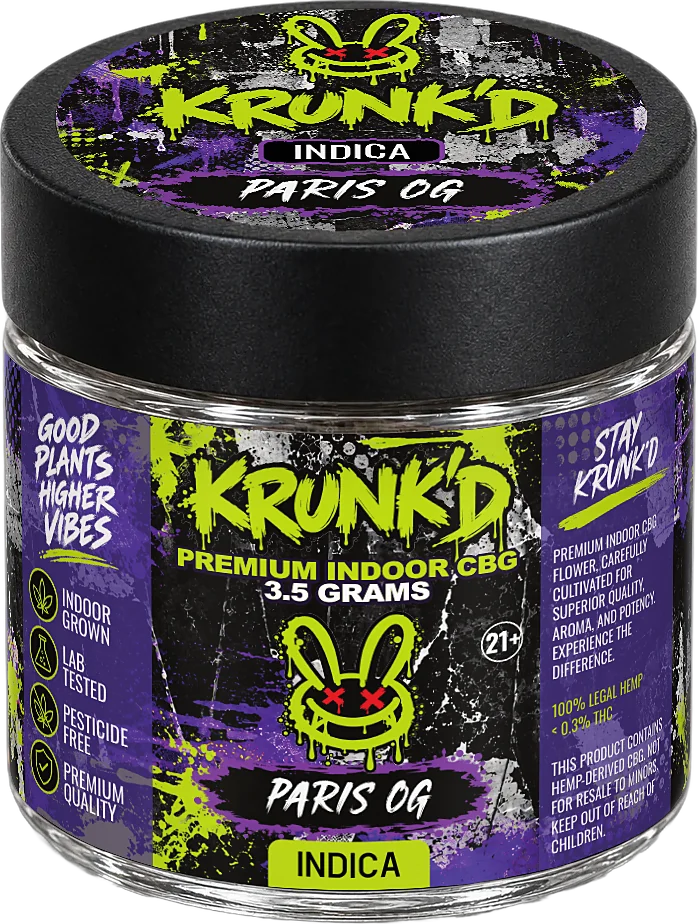 KRUNK'D
INDICA
PARIS OG
GOOD
PLANTS
HIGHER
VIBES
INDOOR
GROWN
LAB
TESTED
PESTICIDE
FREE
PREMIUM
QUALITY
KRUNK'D
PREMIUM INDOOR CBG
3.5 GRAMS
21+
PARIS OG
INDICA
STAY
KRUNK'D
PREMIUM INDOOR CBG
FLOWER, CAREFULLY
CULTIVATED FOR
SUPERIOR QUALITY,
AROMA, AND POTENCY.
EXPERIENCE THE
DIFFERENCE.
100% LEGAL HEMP
< 0.3% THC
THIS PRODUCT CONTAINS
HEMP-DERIVED CBG. NOT
FOR RESALE TO MINORS.
KEEP OUT OF REACH OF
CHILDREN.